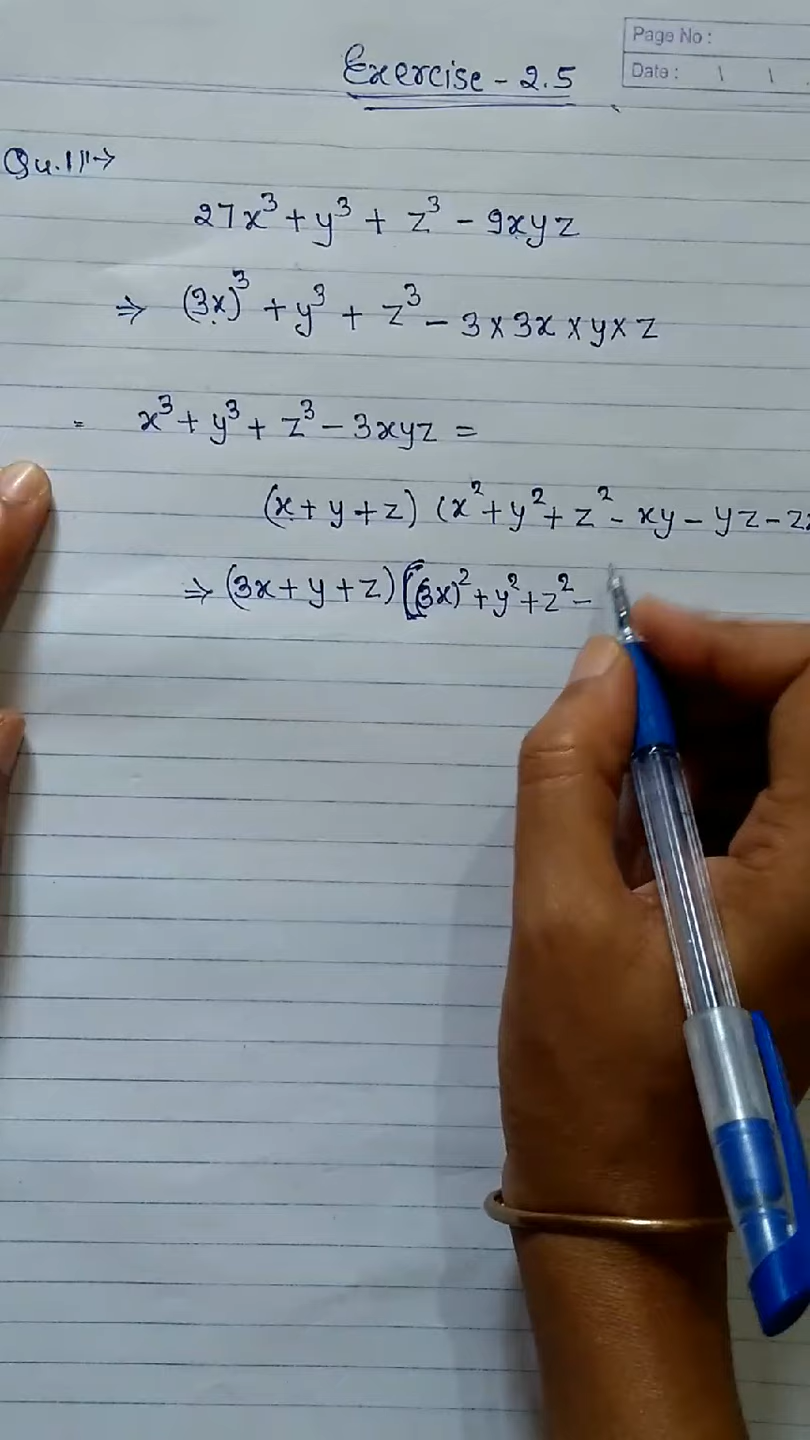 Page No :
Exercise - 2.5
Date :
Qu.11→
27x³ + y³ + z³ - 9xyz
⇒ (3x)³ + y³ + z³ - 3 × 3x × y × z
= x³ + y³ + z³ - 3xyz =
(x + y + z) (x² + y² + z² - xy - yz - z
⇒ (3x + y + z) [(3x)² + y² + z² -